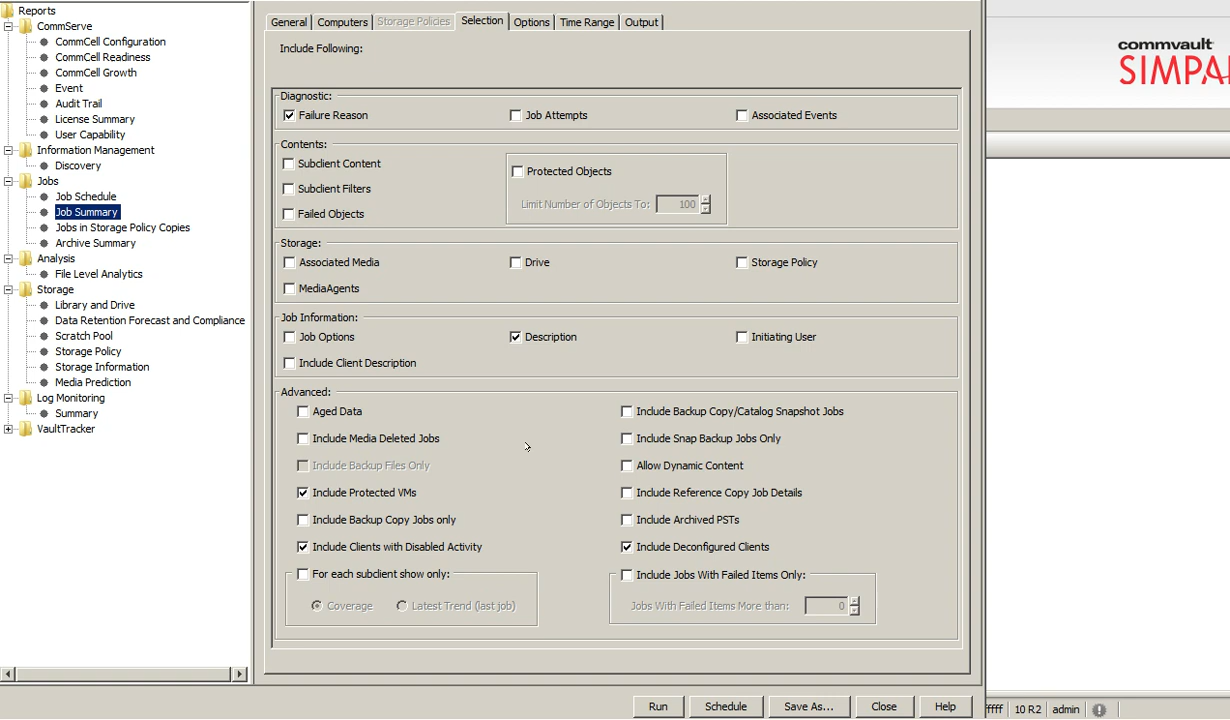 Reports
CommServe
CommCell Configuration
CommCell Readiness
CommCell Growth
Event
Audit Trail
License Summary
User Capability
Information Management
Discovery
Jobs
Job Schedule
Job Summary
Jobs in Storage Policy Copies
Archive Summary
Analysis
File Level Analytics
Storage
Library and Drive
Data Retention Forecast and Compliance
Scratch Pool
Storage Policy
Storage Information
Media Prediction
Log Monitoring
Summary
VaultTracker
General Computers Storage Policies Selection Options Time Range Output
Include Following:
Diagnostic:
Failure Reason Job Attempts Associated Events
Contents:
Subclient Content
Subclient Filters
Failed Objects
Protected Objects
Limit Number of Objects To: 100
Storage:
Associated Media Drive Storage Policy
MediaAgents
Job Information:
Job Options Description Initiating User
Include Client Description
Advanced:
Aged Data Include Backup Copy/Catalog Snapshot Jobs
Include Media Deleted Jobs Include Snap Backup Jobs Only
Include Backup Files Only Allow Dynamic Content
Include Protected VMs Include Reference Copy Job Details
Include Backup Copy Jobs only Include Archived PSTs
Include Clients with Disabled Activity Include Deconfigured Clients
For each subclient show only: Include Jobs With Failed Items Only:
Coverage Latest Trend (last job) Jobs With Failed Items More than: 0
Run Schedule Save As... Close Help
commvault
SIMPA
10 R2 admin